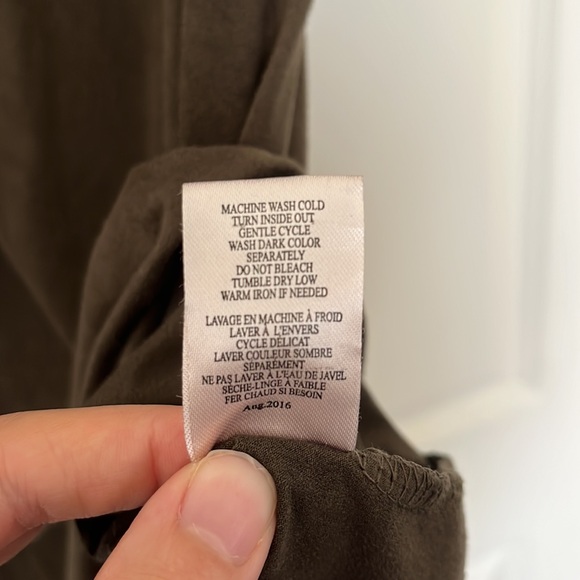 MACHINE WASH COLD
TURN INSIDE OUT
GENTLE CYCLE
WASH DARK COLOR
SEPARATELY
DO NOT BLEACH
TUMBLE DRY LOW
WARM IRON IF NEEDED
LAVAGE EN MACHINE À FROID
LAVER À L'ENVERS
CYCLE DÉLICAT
LAVER COULEUR SOMBRE
SÉPARÉMENT
NE PAS LAVER À L'EAU DE JAVEL
SÈCHE-LINGE À FAIBLE
FER CHAUD SI BESOIN
Aug.2016